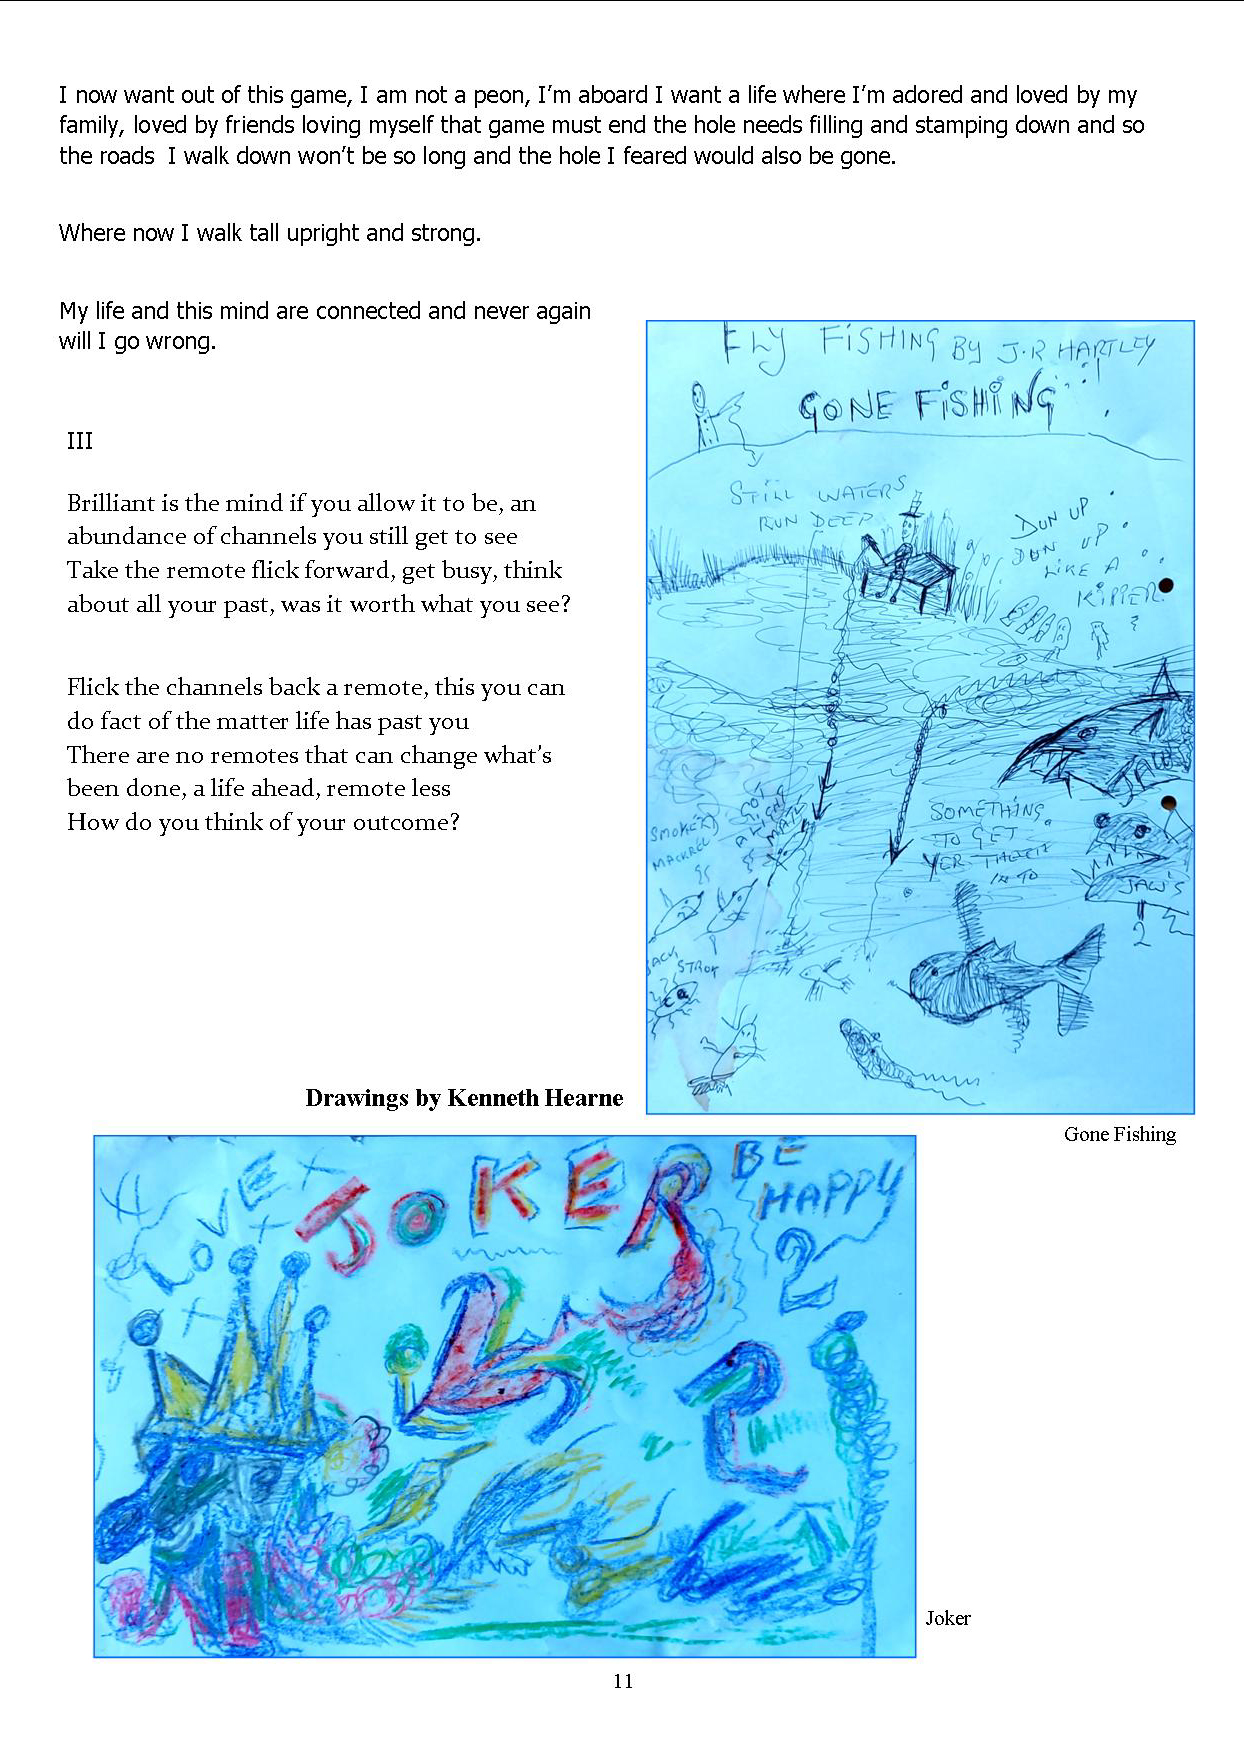 I now want out of this game, I am not a peon, I'm aboard I want a life where I'm adored and loved by my
family, loved by friends loving myself that game must end the hole needs filling and stamping down and so
the roads  I walk down won't be so long and the hole I feared would also be gone.
Where now I walk tall upright and strong.
My life and this mind are connected and never again
will I go wrong.
III
Brilliant is the mind if you allow it to be, an
abundance of channels you still get to see
Take the remote flick forward, get busy, think
about all your past, was it worth what you see?
Flick the channels back a remote, this you can
do fact of the matter life has past you
There are no remotes that can change what's
been done, a life ahead, remote less
How do you think of your outcome?
FLY FISHING BY J.R HARTLEY
GONE FISHING
STILL WATERS
RUN DEEP
DUN UP
DUN UP
LIKE A
KIPPER
JAWS
SOMETHING
TO GET
YER TEETH
IN TO
SMOKED
MACKREL
GOT
A LIGHT
MATE
JAW'S
2
JACK
STROP
Drawings by Kenneth Hearne
Gone Fishing
LOVE
JOKER
BE
HAPPY
2
Joker
11